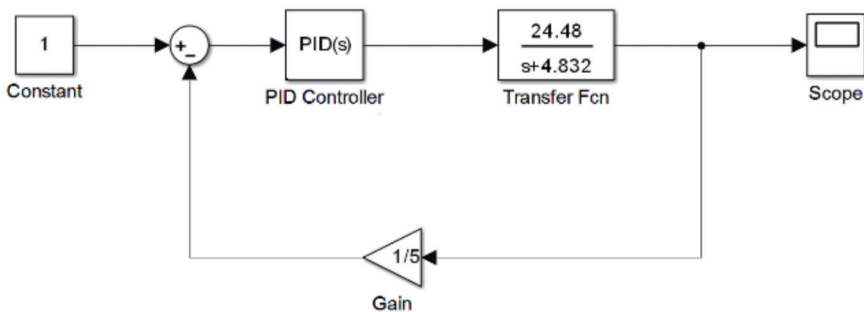 1
Constant
+
−
PID(s)
PID Controller
24.48
s+4.832
Transfer Fcn
Scope
1/5
Gain